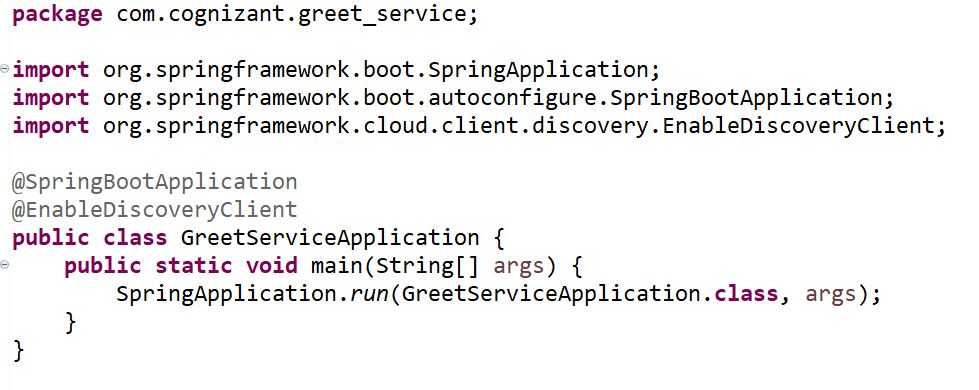 package com.cognizant.greet_service;
import org.springframework.boot.SpringApplication;
import org.springframework.boot.autoconfigure.SpringBootApplication;
import org.springframework.cloud.client.discovery.EnableDiscoveryClient;
@SpringBootApplication
@EnableDiscoveryClient
public class GreetServiceApplication {
    public static void main(String[] args) {
        SpringApplication.run(GreetServiceApplication.class, args);
    }
}